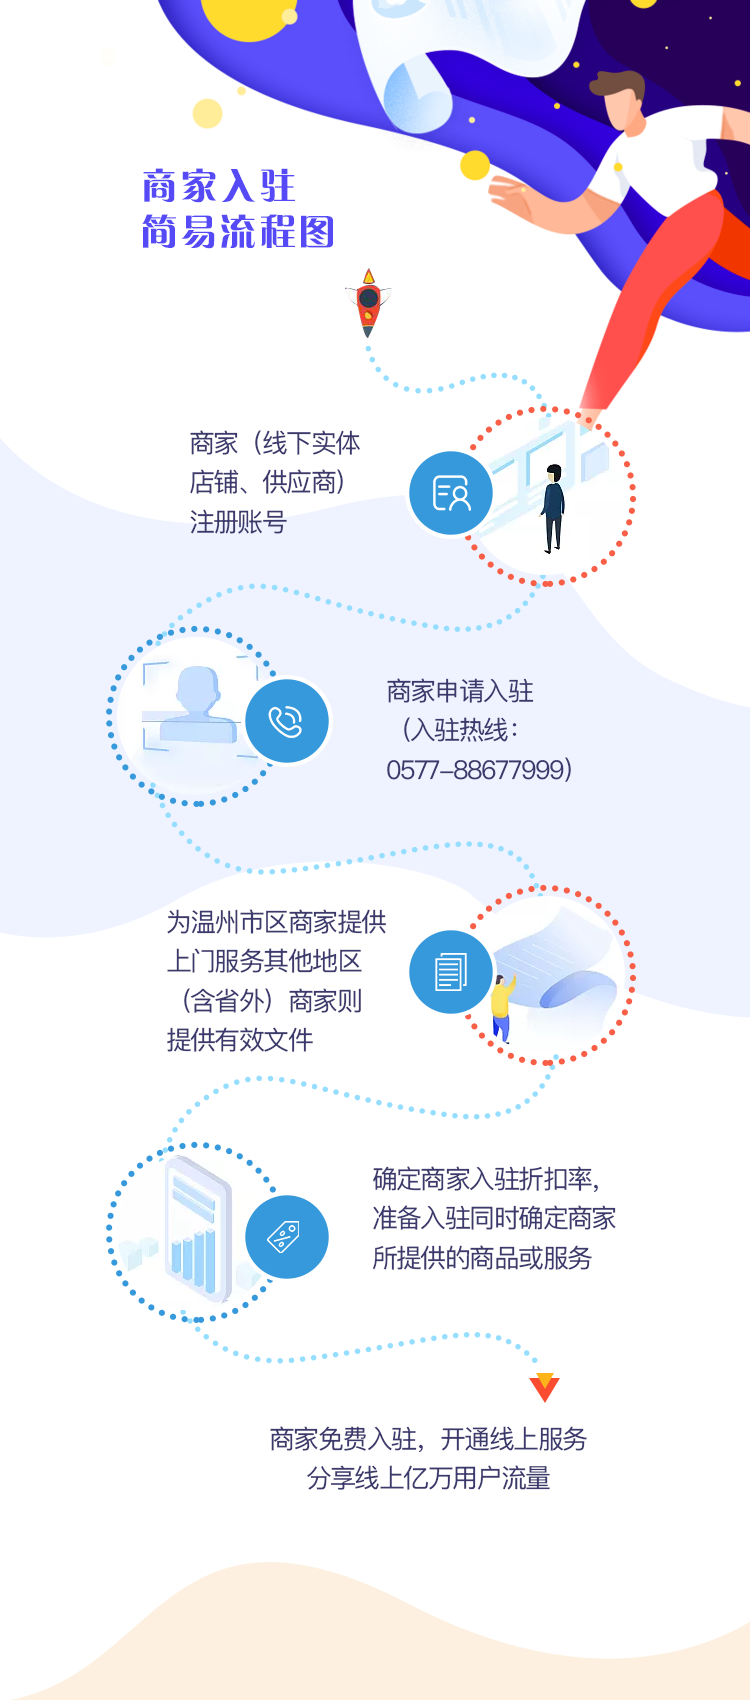 商家入驻
简易流程图
商家（线下实体
店铺、供应商）
注册账号
商家申请入驻
（入驻热线：
0577-88677999）
为温州市区商家提供
上门服务其他地区
（含省外）商家则
提供有效文件
确定商家入驻折扣率，
准备入驻同时确定商家
所提供的商品或服务
商家免费入驻，开通线上服务
分享线上亿万用户流量